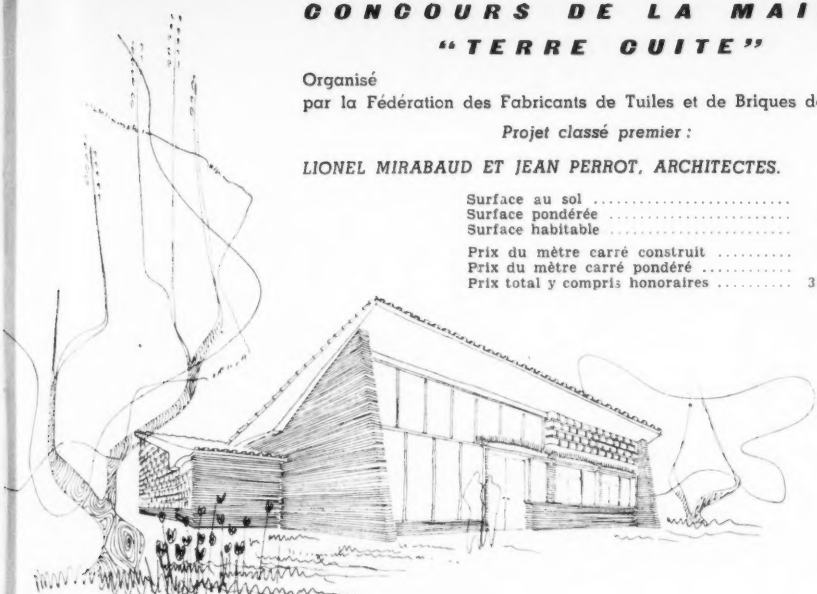 CONCOURS DE LA MAI
“TERRE CUITE”
Organisé
par la Fédération des Fabricants de Tuiles et de Briques d
Projet classé premier :
LIONEL MIRABAUD ET JEAN PERROT, ARCHITECTES.
Surface au sol ........................
Surface pondérée ......................
Surface habitable .....................
Prix du mètre carré construit ..........
Prix du mètre carré pondéré ...........
Prix total y compris honoraires ......... 3